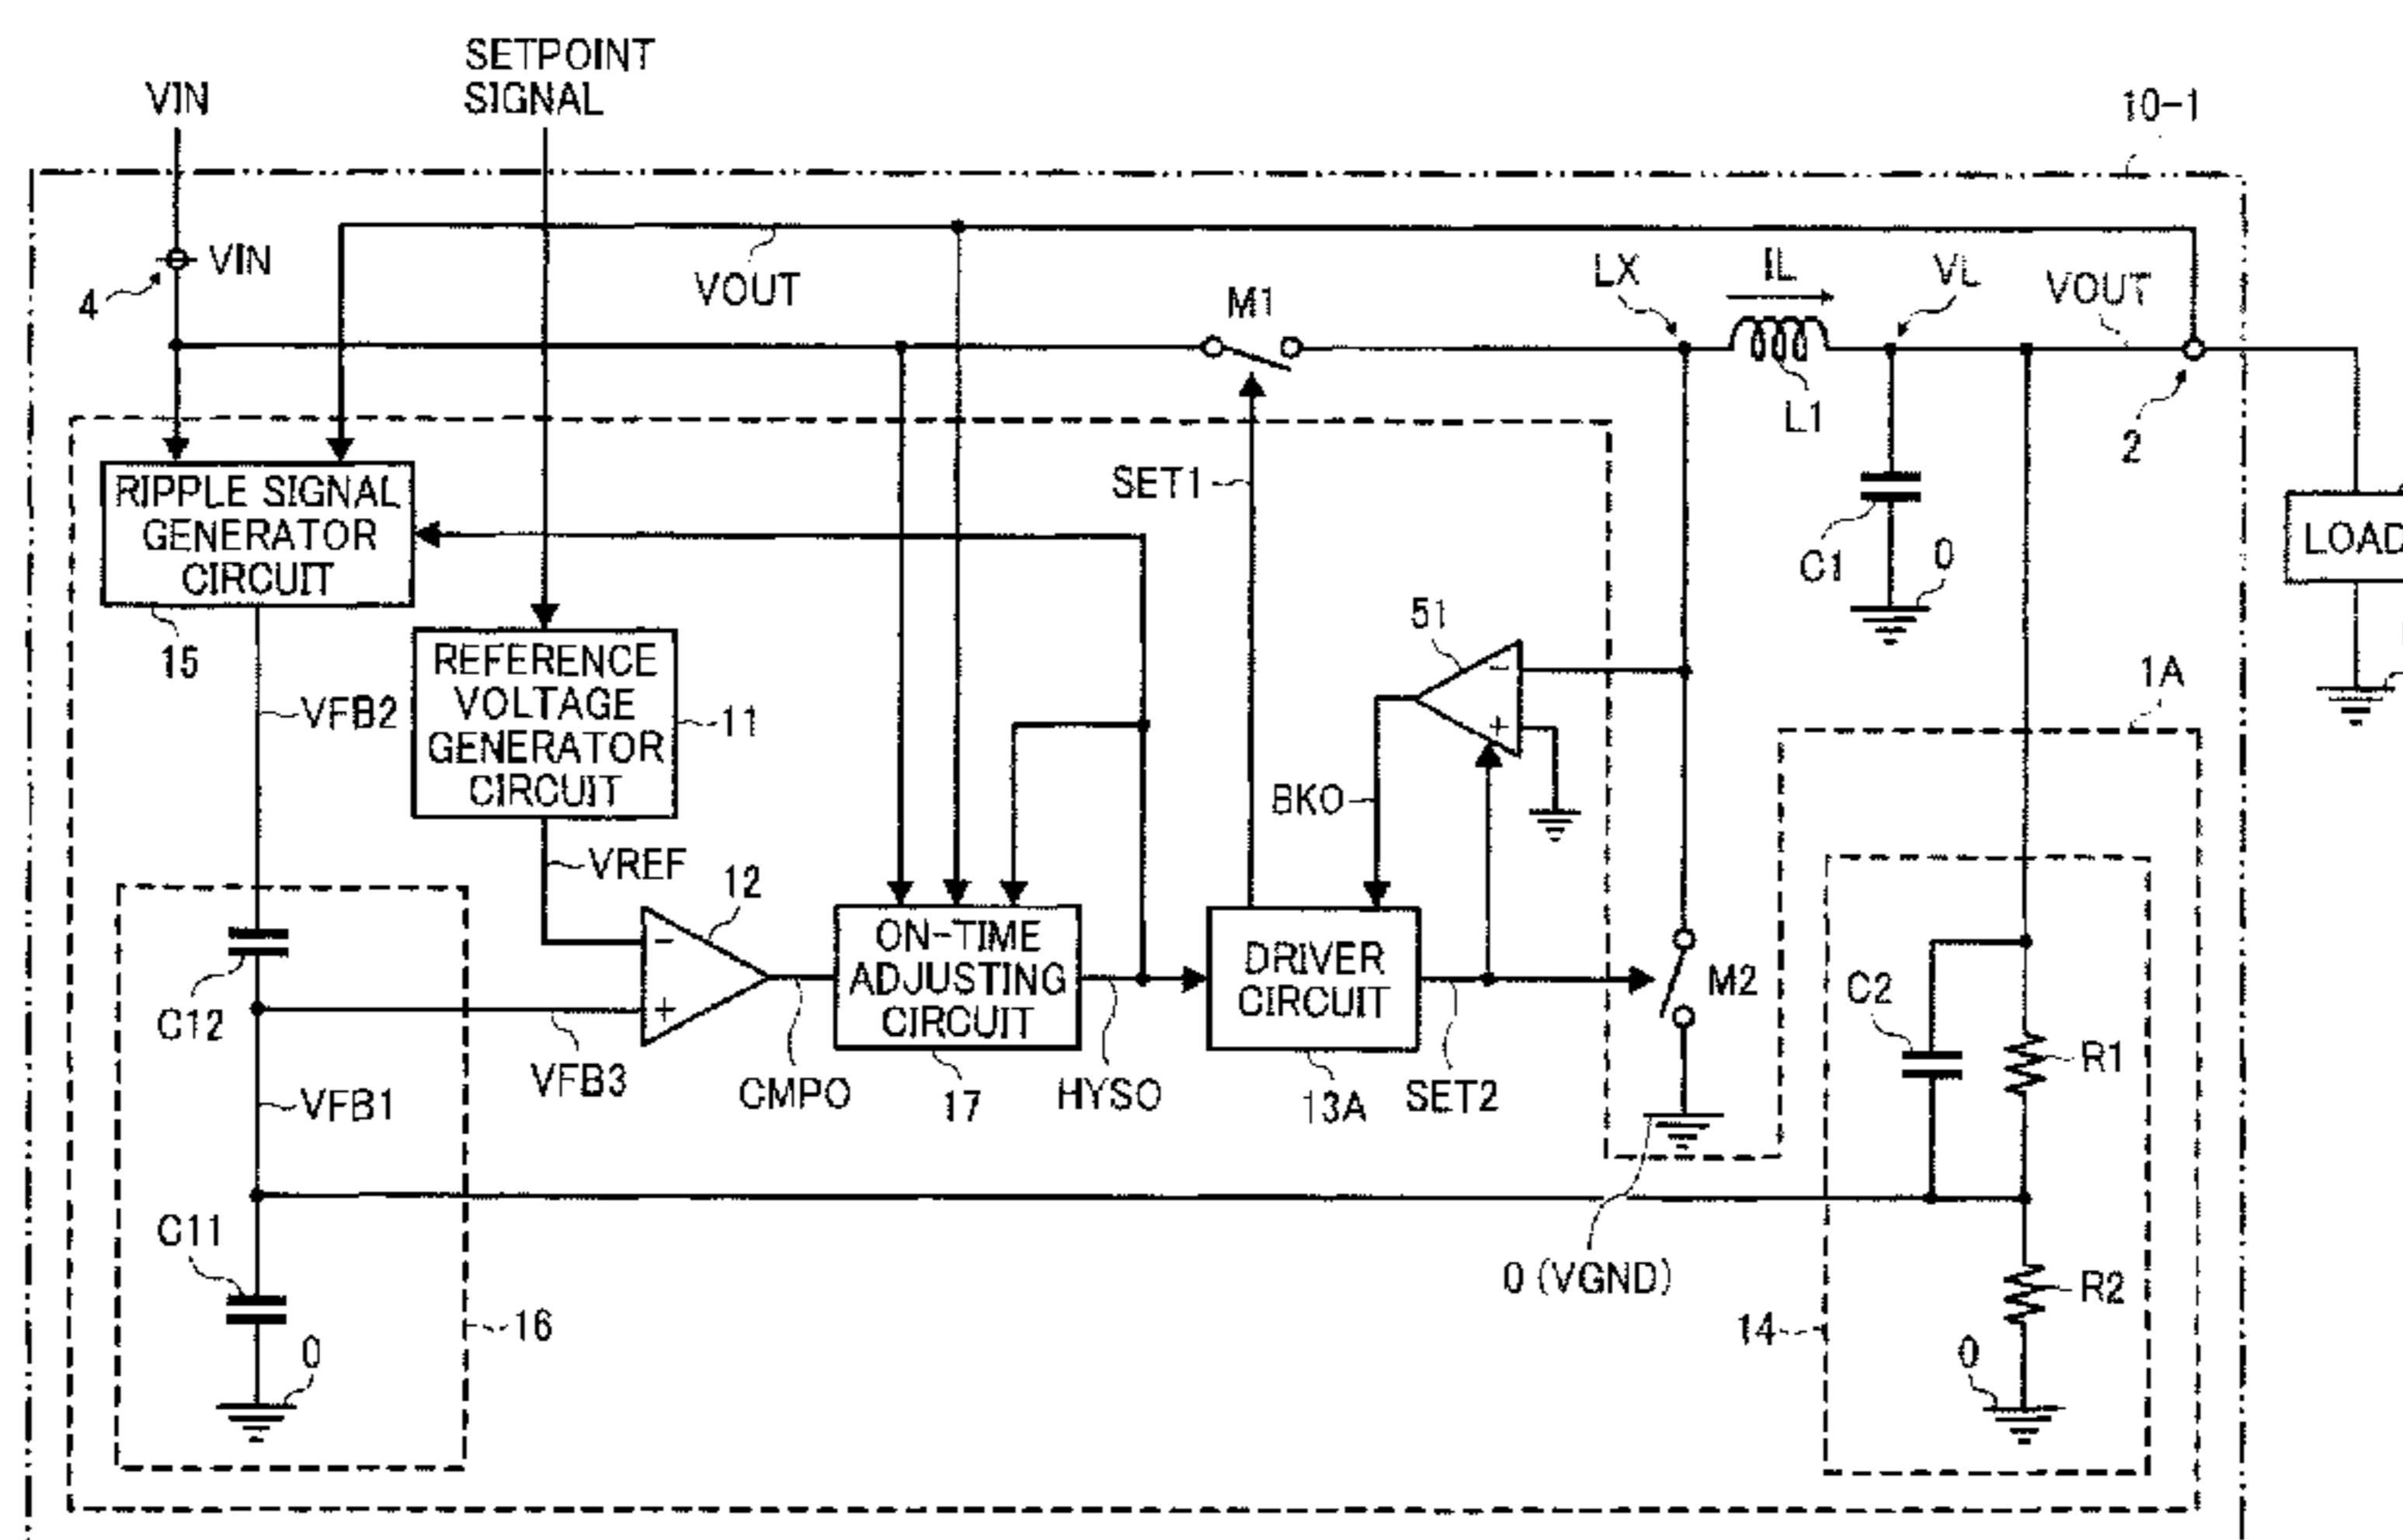 SETPOINT
SIGNAL
VIN
10-1
VIN
4
VOUT
M1
LX
IL
VL
VOUT
L1
2
SET1
RIPPLE SIGNAL
GENERATOR
CIRCUIT
15
C1
0
LOAD
51
−
+
REFERENCE
VOLTAGE
GENERATOR
CIRCUIT
11
1A
VFB2
BKO
VREF
12
−
+
ON-TIME
ADJUSTING
CIRCUIT
17
DRIVER
CIRCUIT
13A
M2
C2
R1
C12
VFB3
CMPO
HYSO
SET2
VFB1
C11
0
16
0 (VGND)
R2
14
0